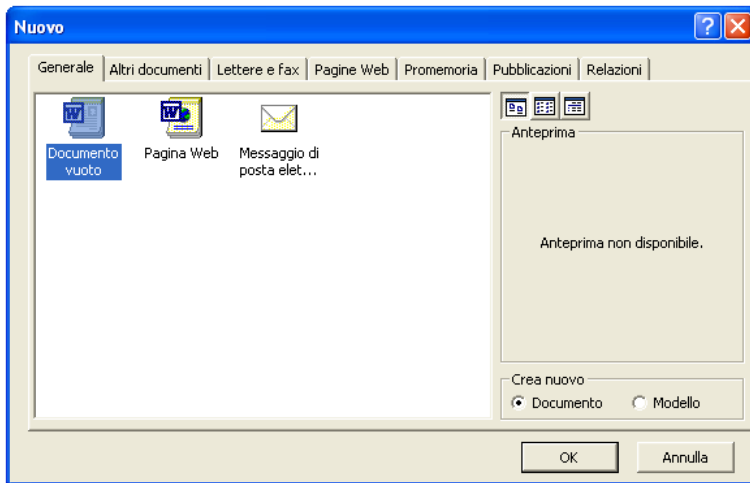 Nuovo
Generale Altri documenti Lettere e fax Pagine Web Promemoria Pubblicazioni Relazioni
Documento vuoto
Pagina Web
Messaggio di posta elet...
Anteprima
Anteprima non disponibile.
Crea nuovo
Documento Modello
OK Annulla